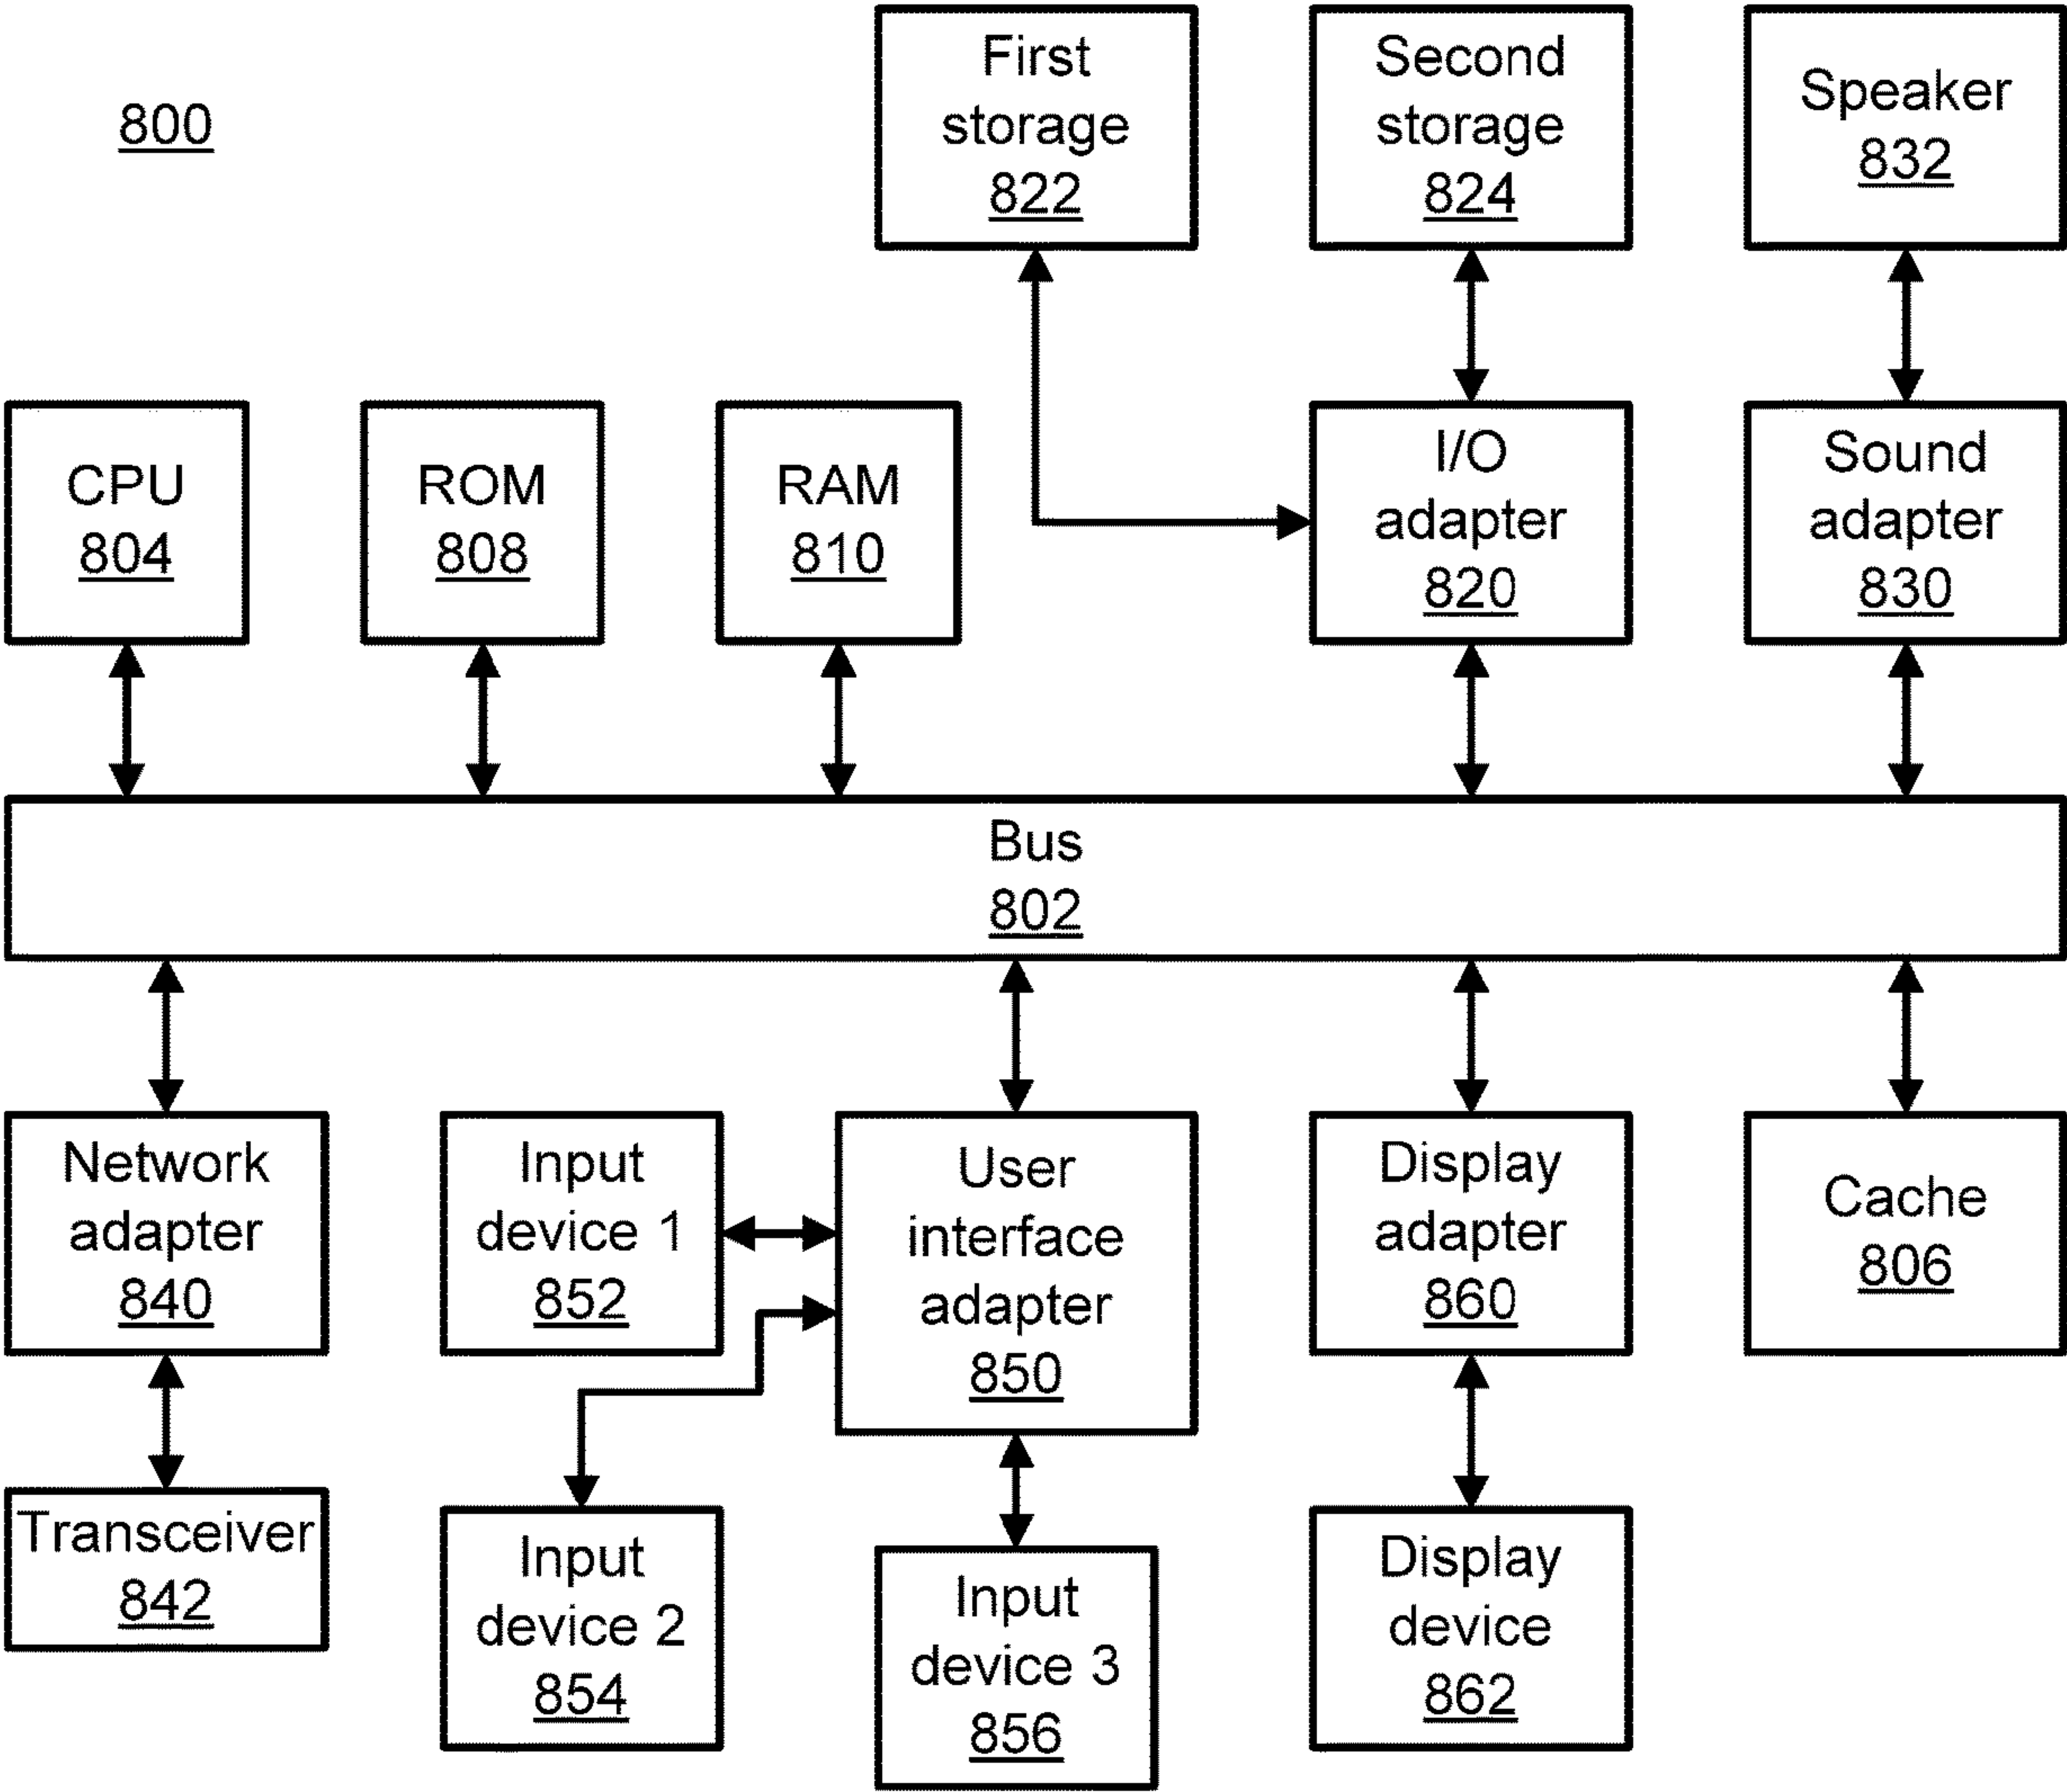 800
First
storage
822
Second
storage
824
Speaker
832
CPU
804
ROM
808
RAM
810
I/O
adapter
820
Sound
adapter
830
Bus
802
Network
adapter
840
Input
device 1
852
User
interface
adapter
850
Display
adapter
860
Cache
806
Transceiver
842
Input
device 2
854
Input
device 3
856
Display
device
862